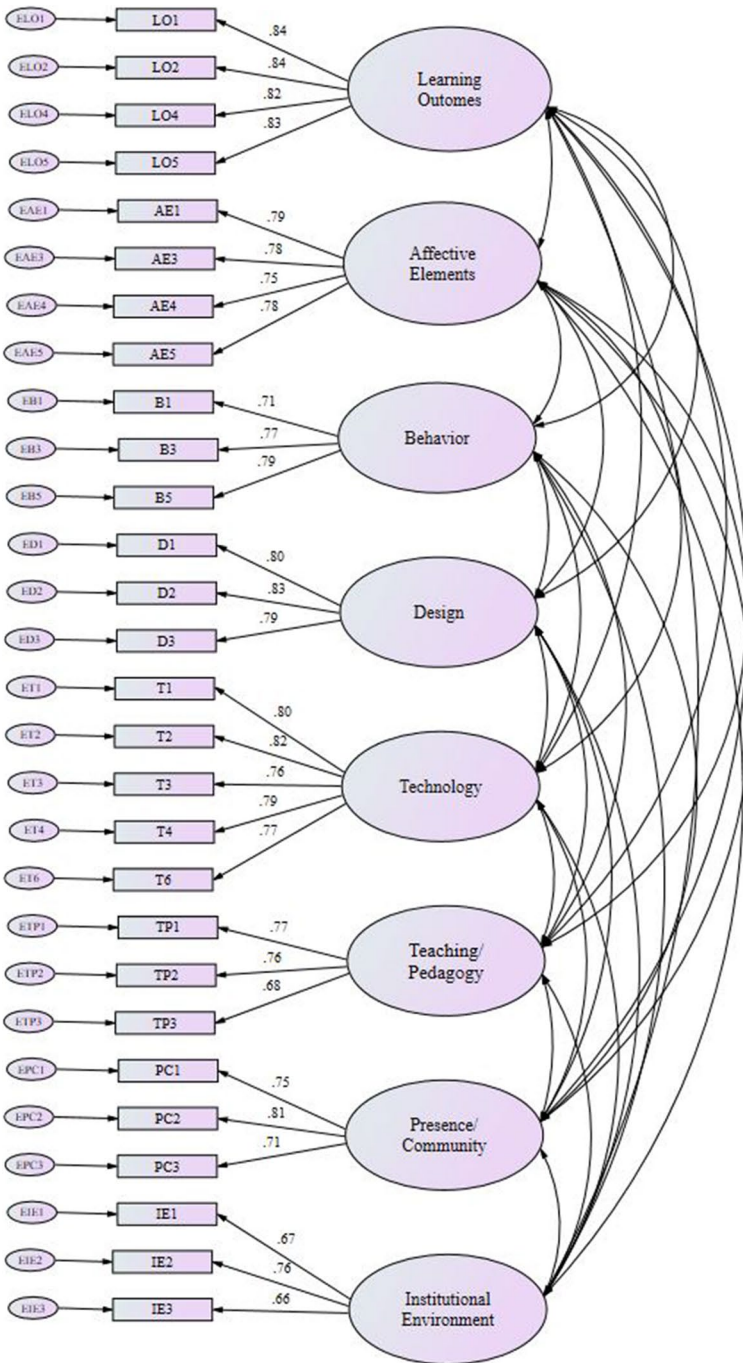 ELO1 LO1 .84
ELO2 LO2 .84
ELO4 LO4 .82
ELO5 LO5 .83
Learning
Outcomes
EAE1 AE1 .79
EAE3 AE3 .78
EAE4 AE4 .75
EAE5 AE5 .78
Affective
Elements
EB1 B1 .71
EB3 B3 .77
EB5 B5 .79
Behavior
ED1 D1 .80
ED2 D2 .83
ED3 D3 .79
Design
ET1 T1 .80
ET2 T2 .82
ET3 T3 .76
ET4 T4 .79
ET6 T6 .77
Technology
ETP1 TP1 .77
ETP2 TP2 .76
ETP3 TP3 .68
Teaching/
Pedagogy
EPC1 PC1 .75
EPC2 PC2 .81
EPC3 PC3 .71
Presence/
Community
EIE1 IE1 .67
EIE2 IE2 .76
EIE3 IE3 .66
Institutional
Environment